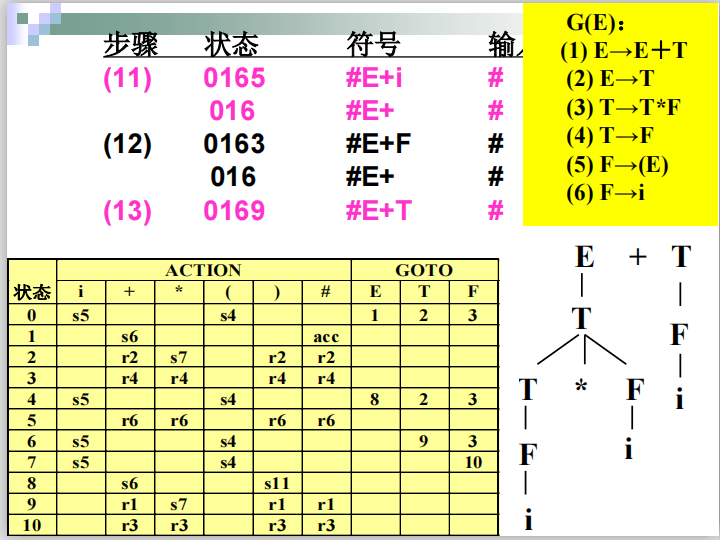 步骤 状态 符号 输
(11) 0165 #E+i #
016 #E+ #
(12) 0163 #E+F #
016 #E+ #
(13) 0169 #E+T #
G(E)：
(1) E→E＋T
(2) E→T
(3) T→T*F
(4) T→F
(5) F→(E)
(6) F→i
状态 ACTION GOTO
i + * ( ) # E T F
0 s5 s4 1 2 3
1 s6 acc
2 r2 s7 r2 r2
3 r4 r4 r4 r4
4 s5 s4 8 2 3
5 r6 r6 r6 r6
6 s5 s4 9 3
7 s5 s4 10
8 s6 s11
9 r1 s7 r1 r1
10 r3 r3 r3 r3
E + T
T F
T * F i
F i
i